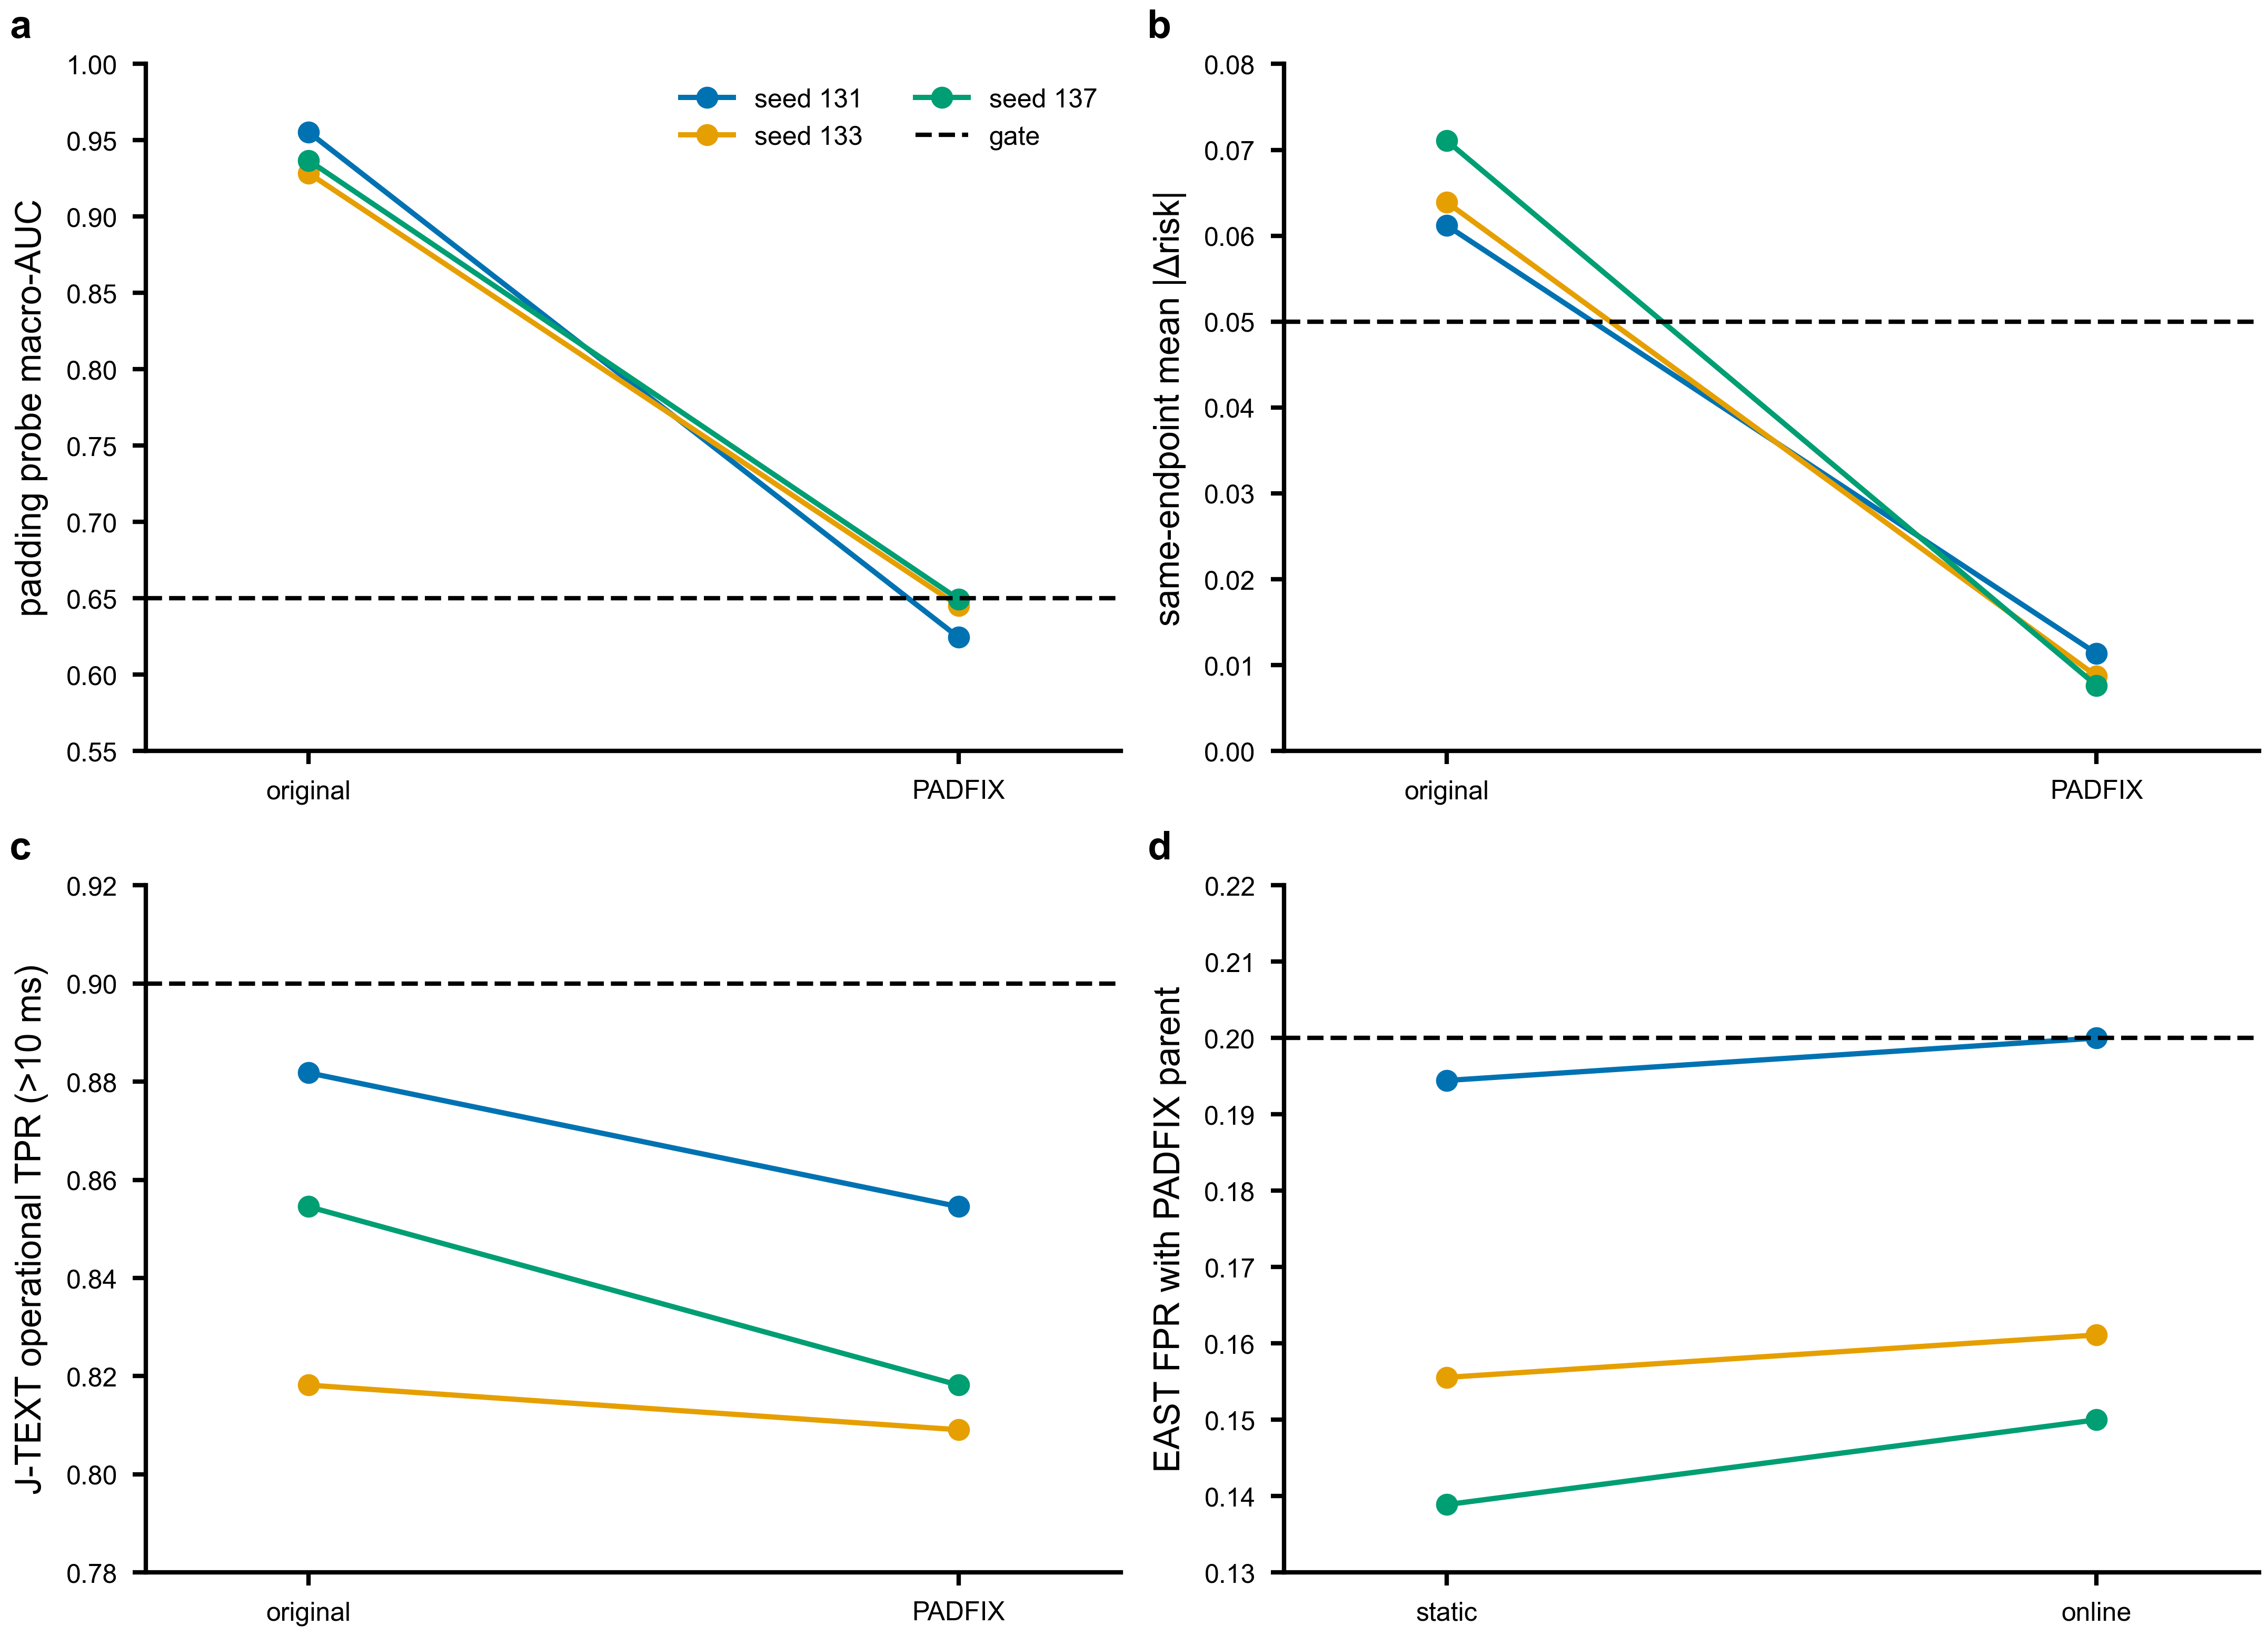 a
padding probe macro-AUC
1.00
0.95
0.90
0.85
0.80
0.75
0.70
0.65
0.60
0.55
seed 131
seed 133
seed 137
gate
original
PADFIX
b
same-endpoint mean |Δrisk|
0.08
0.07
0.06
0.05
0.04
0.03
0.02
0.01
0.00
original
PADFIX
c
J-TEXT operational TPR (>10 ms)
0.92
0.90
0.88
0.86
0.84
0.82
0.80
0.78
original
PADFIX
d
EAST FPR with PADFIX parent
0.22
0.21
0.20
0.19
0.18
0.17
0.16
0.15
0.14
0.13
static
online